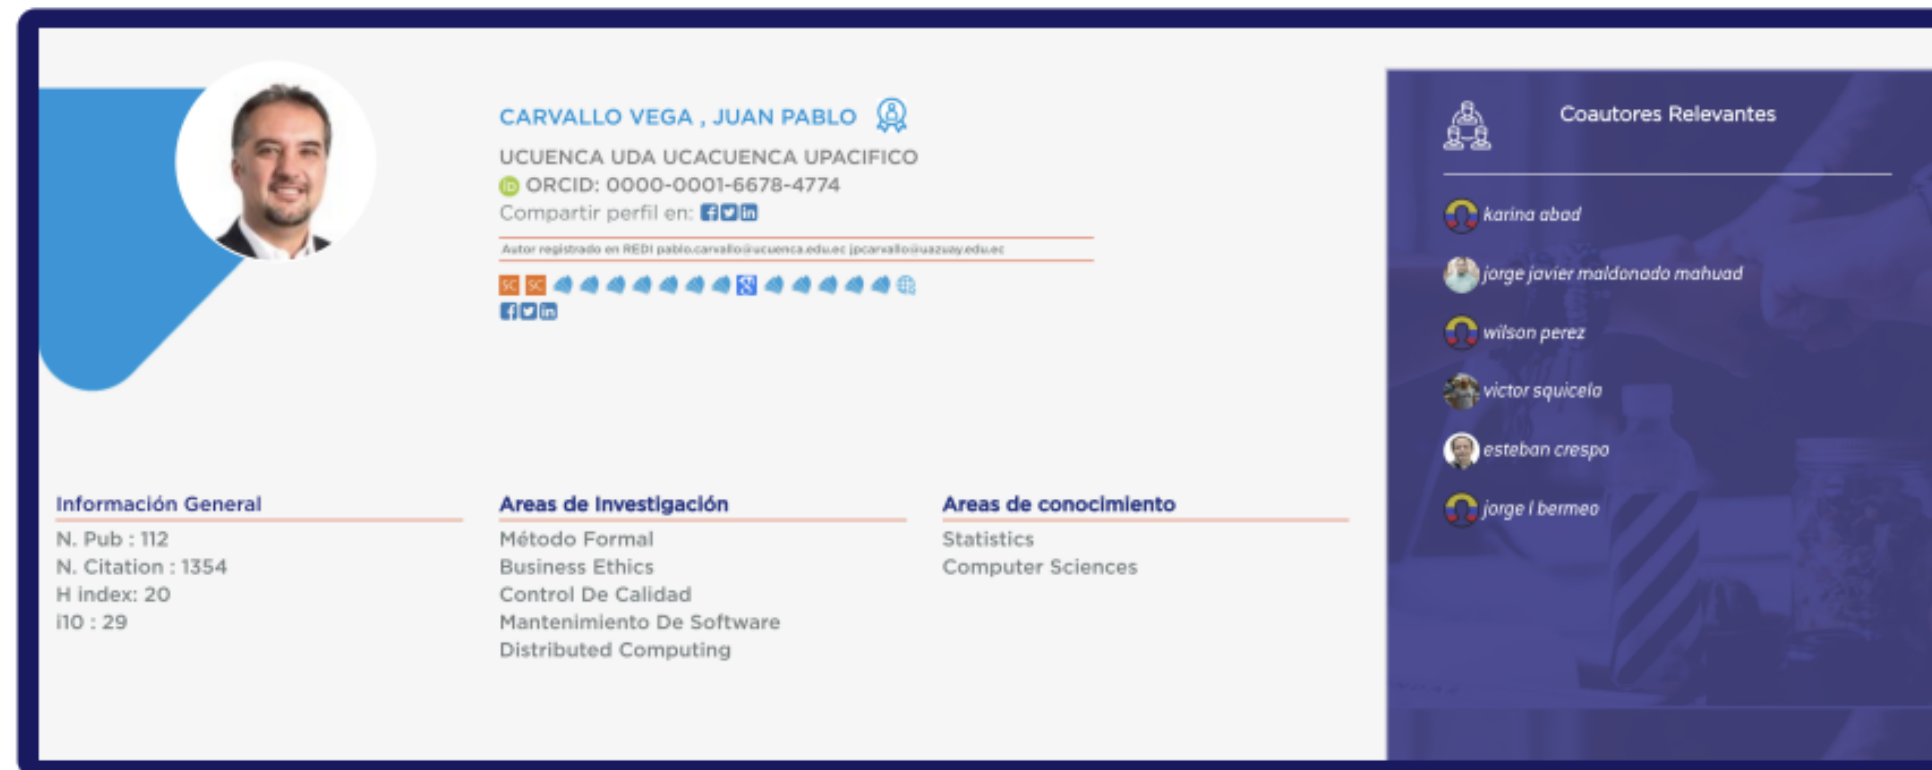 CARVALLO VEGA , JUAN PABLO
UCUENCA UDA UCACUENCA UPACIFICO
iD ORCID: 0000-0001-6678-4774
Compartir perfil en:
Autor registrado en REDI pablo.carvallo@ucuenca.edu.ec jpcarvallo@uazuay.edu.ec
SC SC
Información General
N. Pub : 112
N. Citation : 1354
H index: 20
i10 : 29
Areas de Investigación
Método Formal
Business Ethics
Control De Calidad
Mantenimiento De Software
Distributed Computing
Areas de conocimiento
Statistics
Computer Sciences
Coautores Relevantes
karina abad
jorge javier maldonado mahuad
wilson perez
victor squicela
esteban crespo
jorge l bermeo